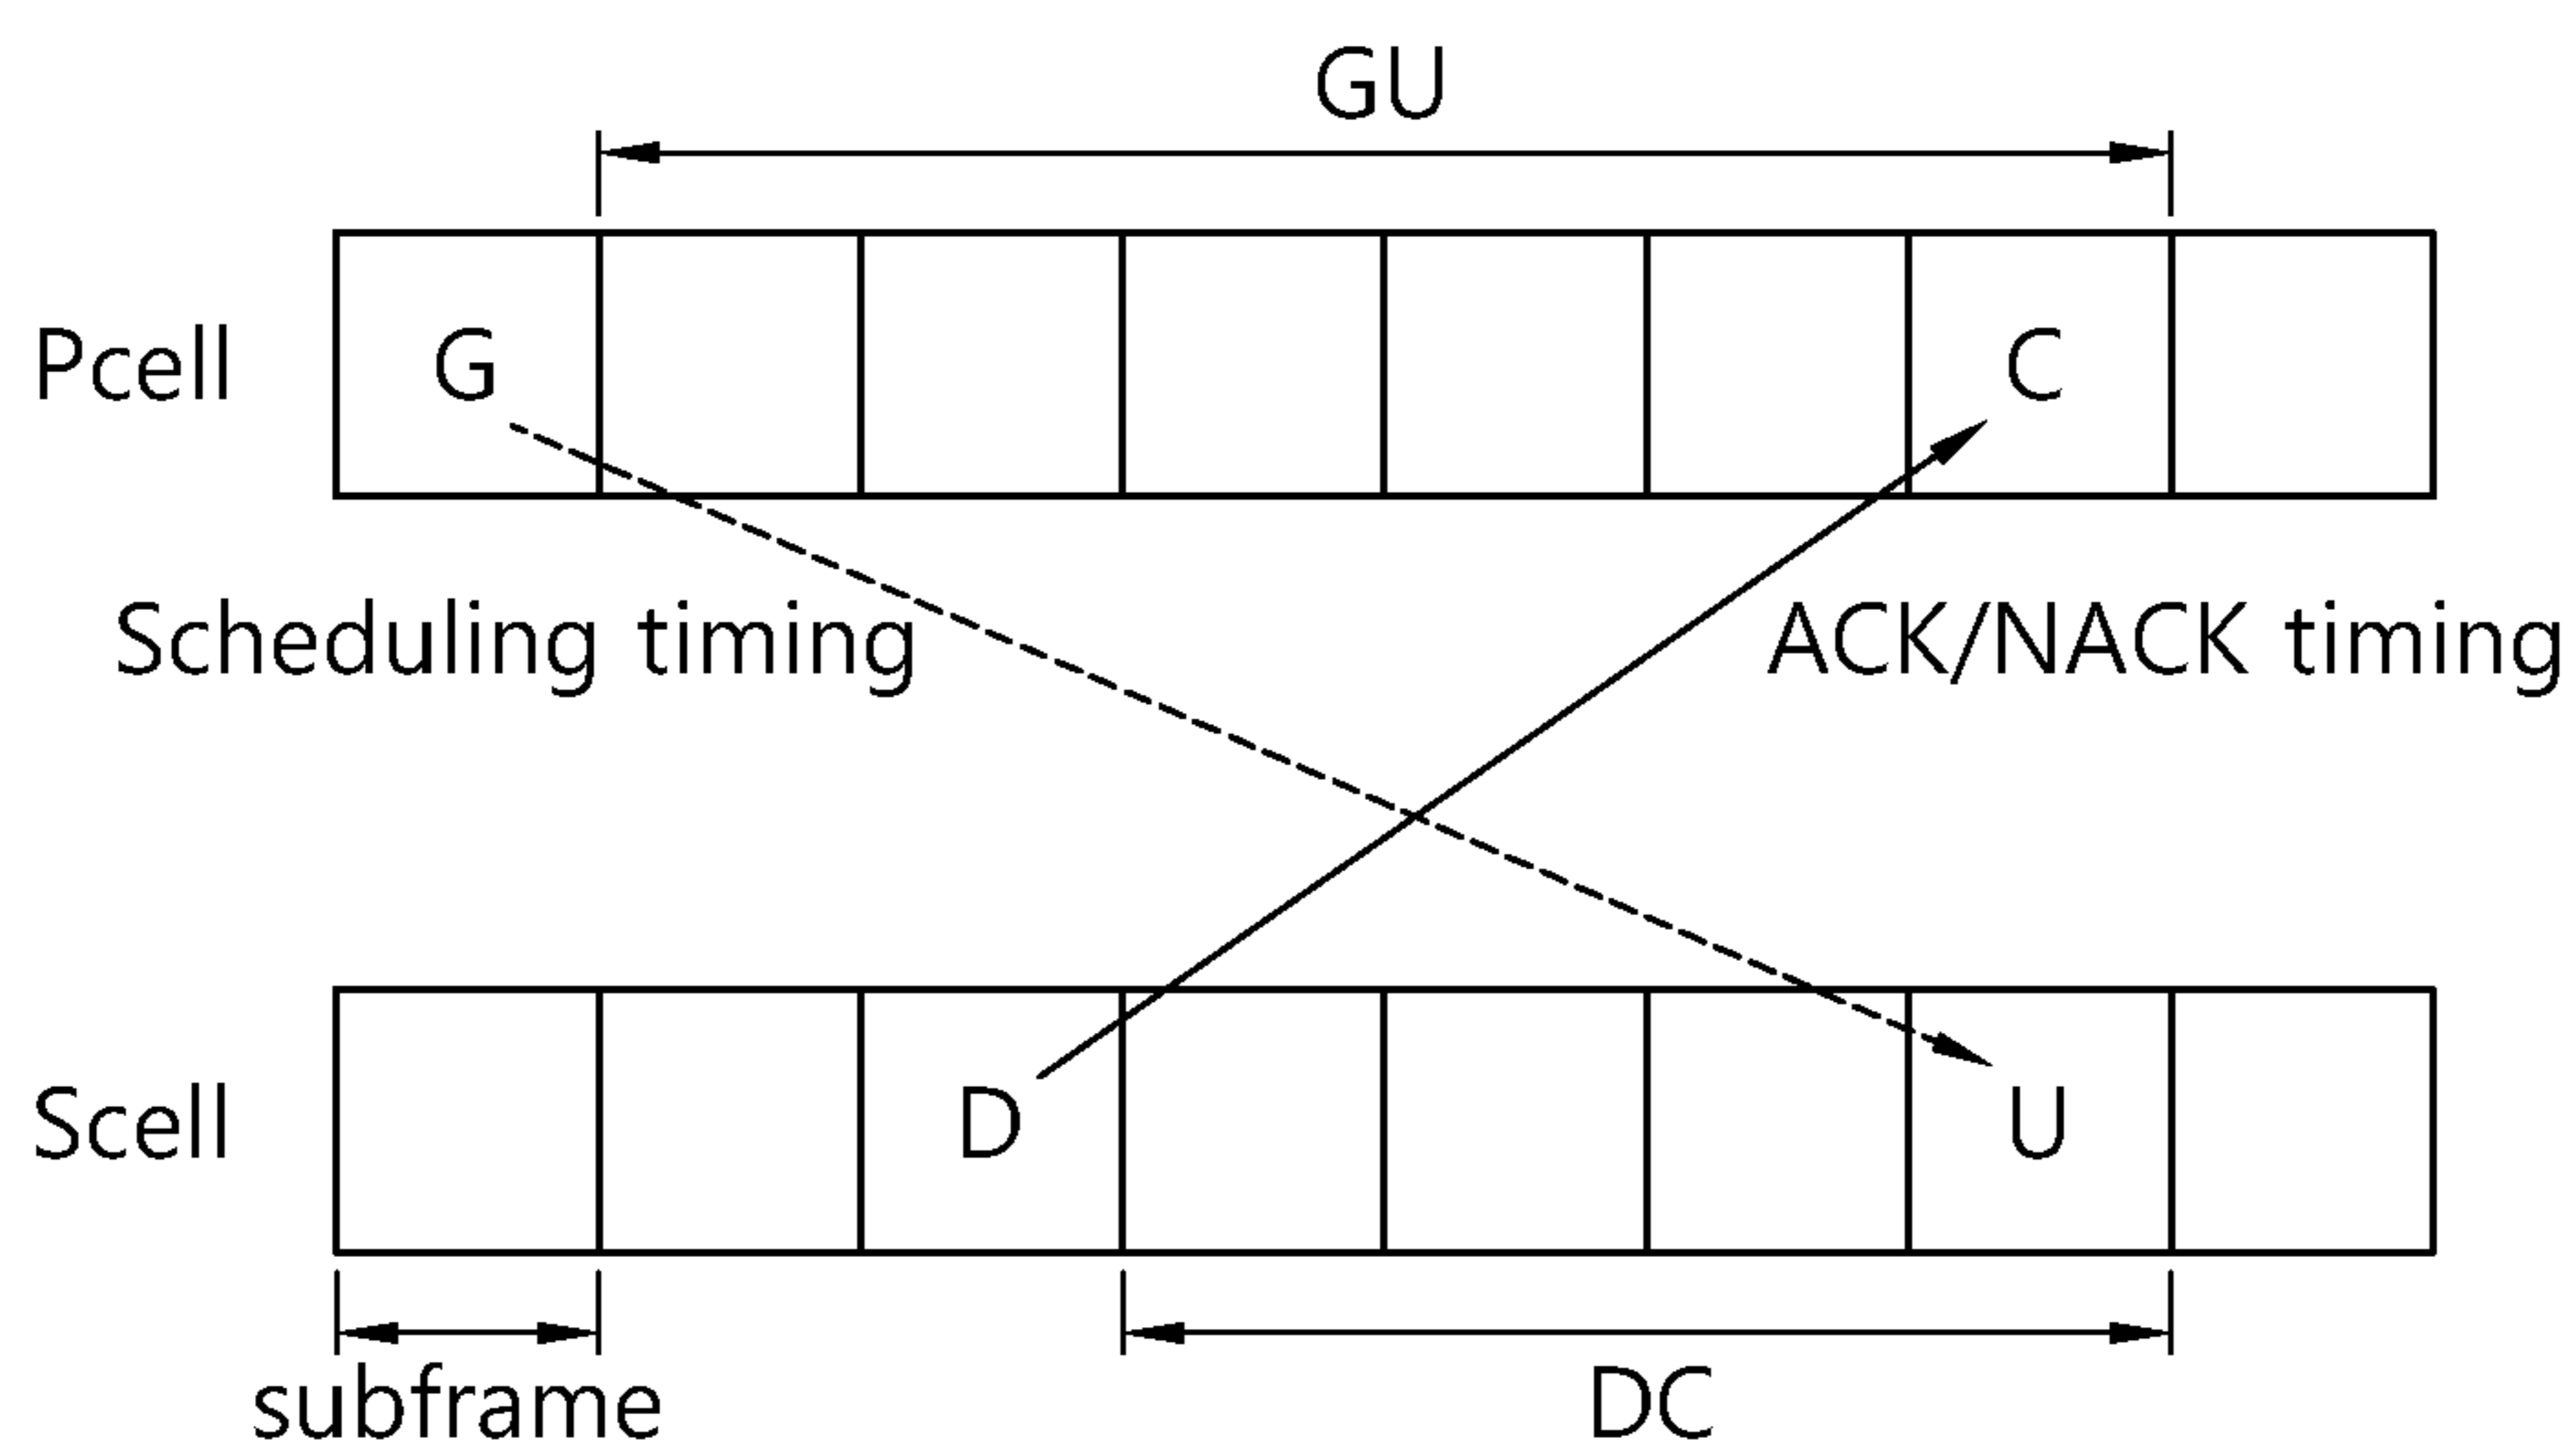 GU
Pcell
G
C
Scheduling timing
ACK/NACK timing
Scell
D
U
subframe
DC